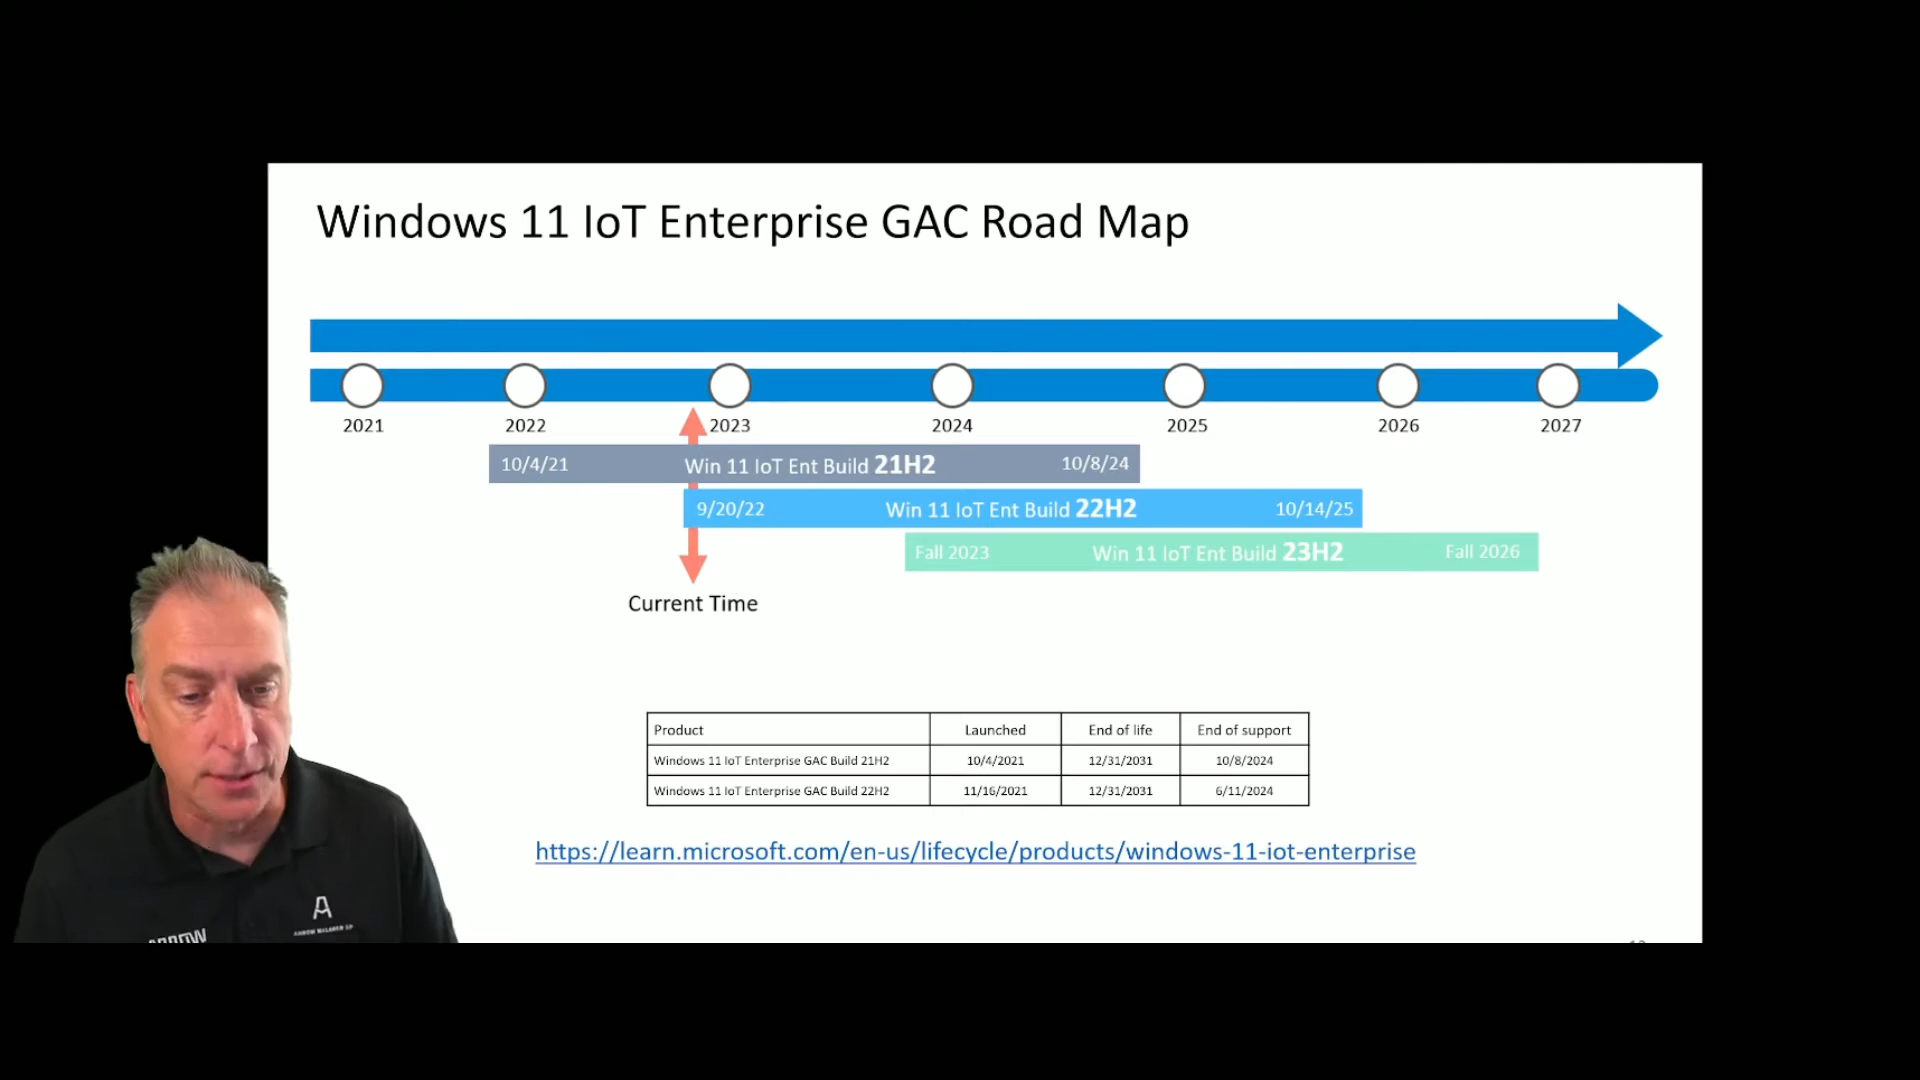 Windows 11 IoT Enterprise GAC Road Map
2021 2022 2023 2024 2025 2026 2027
10/4/21 Win 11 IoT Ent Build 21H2 10/8/24
9/20/22 Win 11 IoT Ent Build 22H2 10/14/25
Fall 2023 Win 11 IoT Ent Build 23H2 Fall 2026
Current Time
Product Launched End of life End of support
Windows 11 IoT Enterprise GAC Build 21H2 10/4/2021 12/31/2031 10/8/2024
Windows 11 IoT Enterprise GAC Build 22H2 11/16/2021 12/31/2031 6/11/2024
https://learn.microsoft.com/en-us/lifecycle/products/windows-11-iot-enterprise
ARROW MCLAREN SP